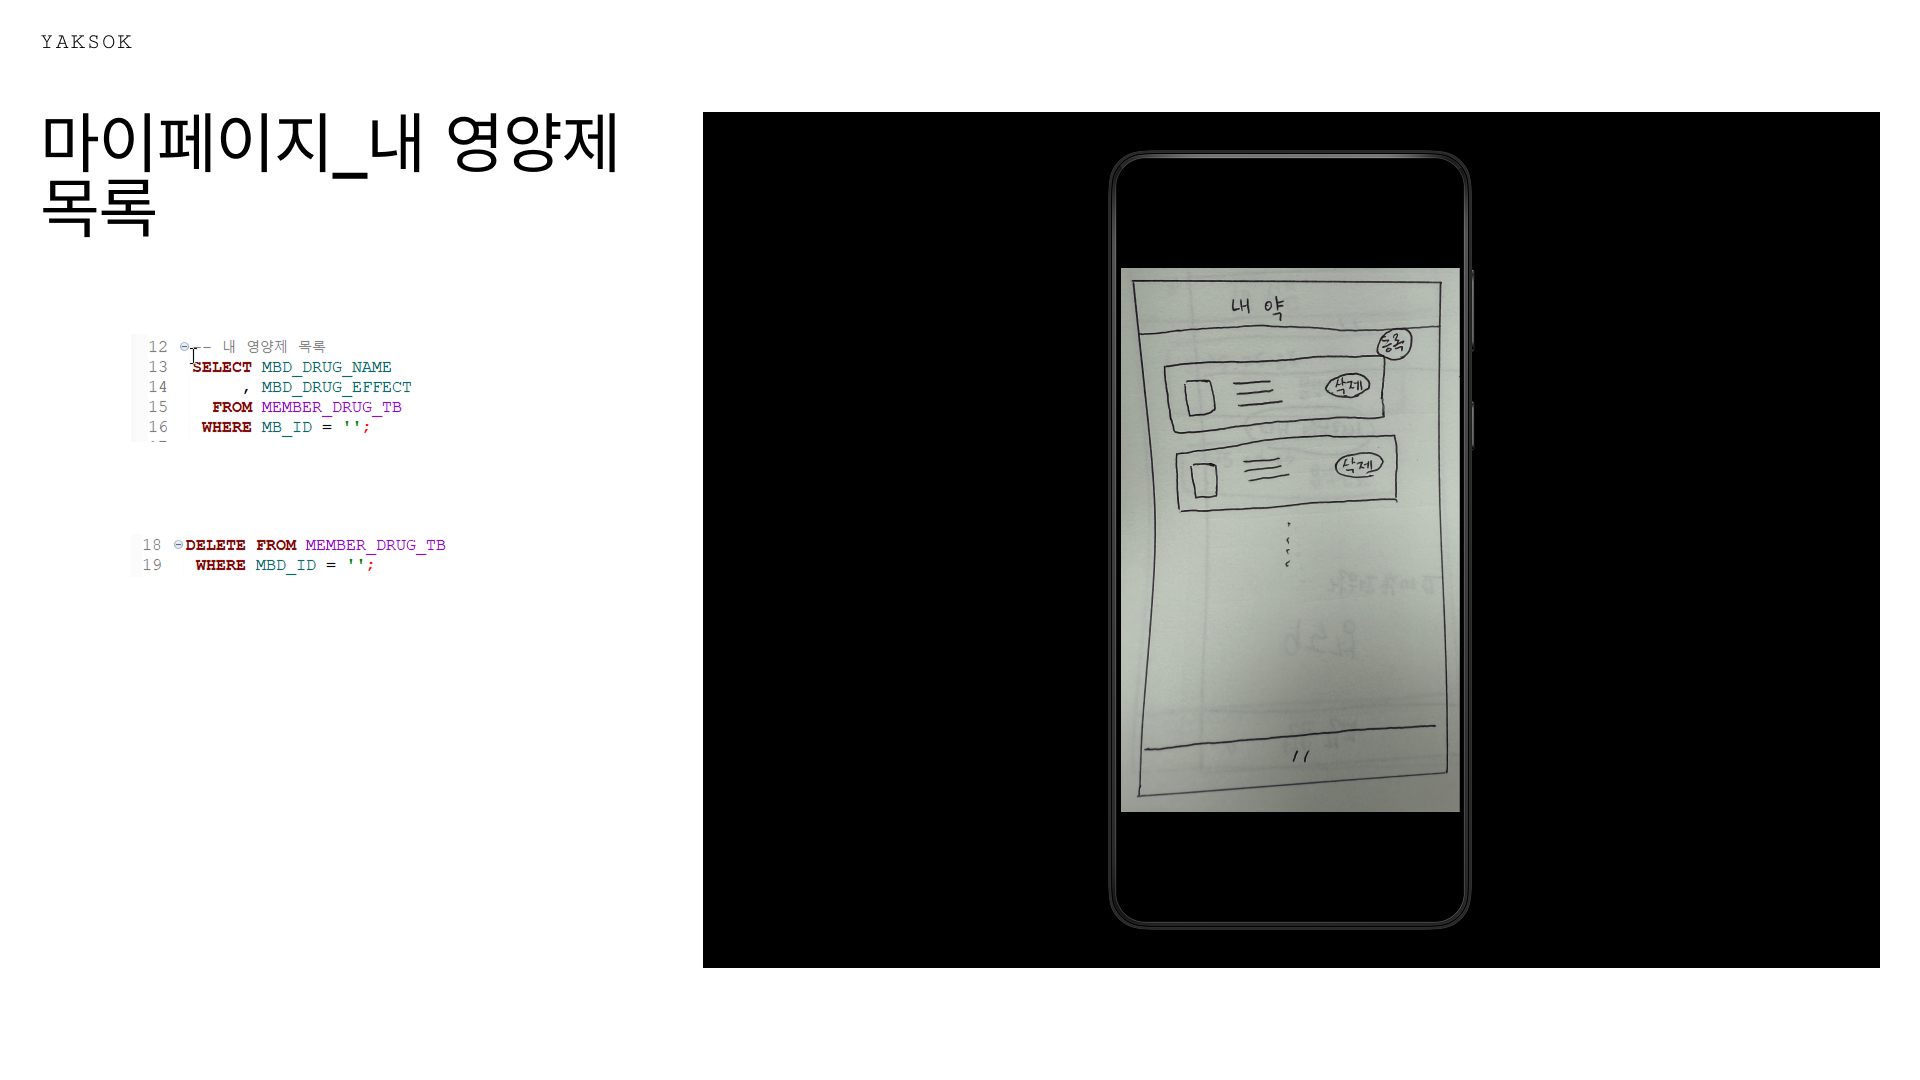 YAKSOK
마이페이지_내 영양제
목록
12 -- 내 영양제 목록
13 SELECT MBD_DRUG_NAME
14 , MBD_DRUG_EFFECT
15 FROM MEMBER_DRUG_TB
16 WHERE MB_ID = '';
18 DELETE FROM MEMBER_DRUG_TB
19 WHERE MBD_ID = '';
내 약
등록
삭제
삭제